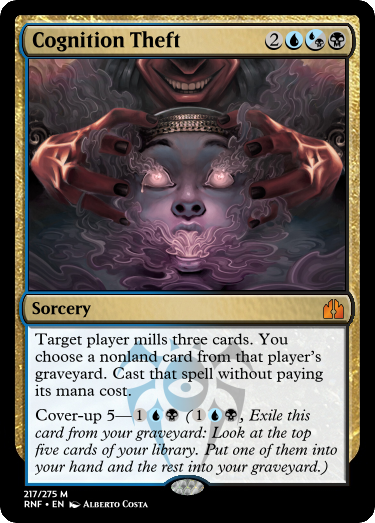 Cognition Theft 2
Sorcery
Target player mills three cards. You
choose a nonland card from that player's
graveyard. Cast that spell without paying
its mana cost.
Cover-up 5—1 (1, Exile this
card from your graveyard: Look at the top
five cards of your library. Put one of them into
your hand and the rest into your graveyard.)
217/275 M
RNF • EN Alberto Costa